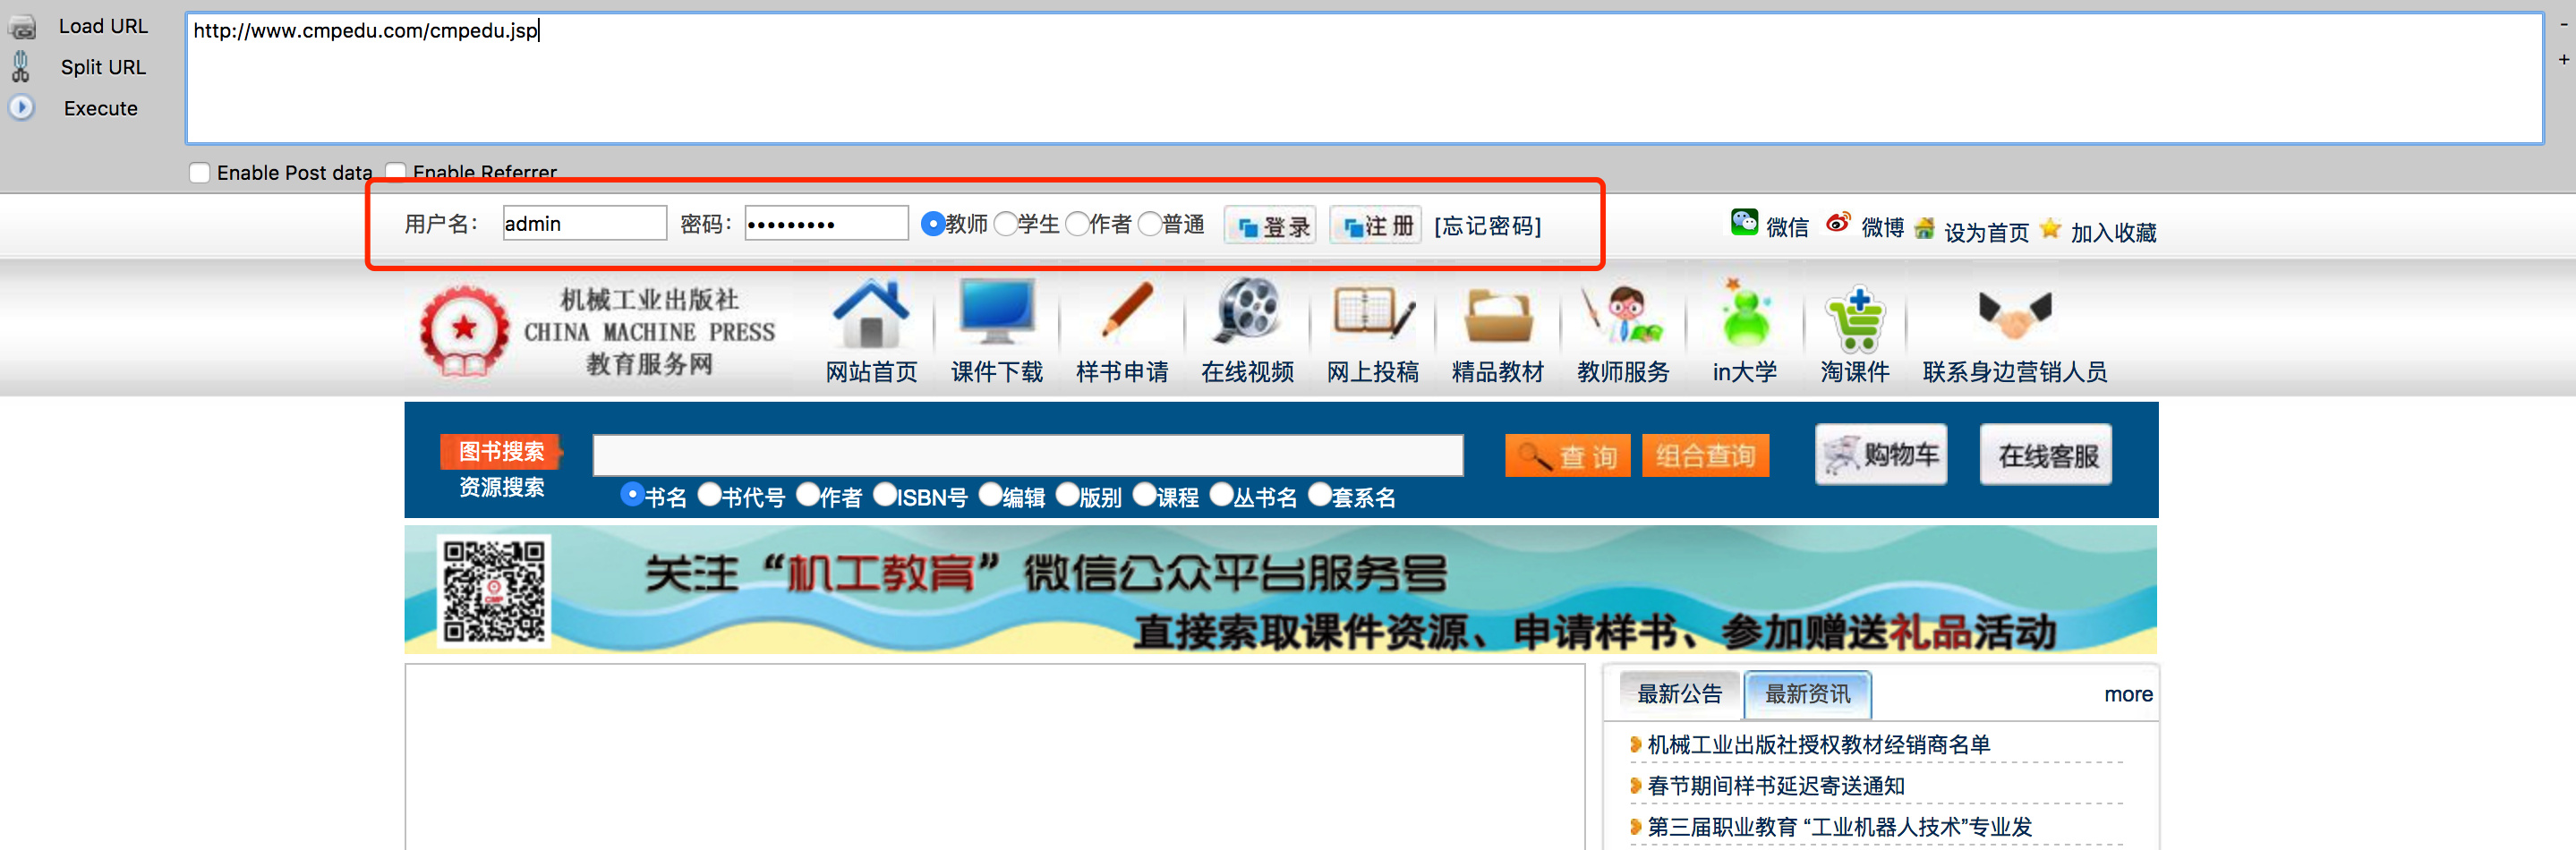 Load URL
http://www.cmpedu.com/cmpedu.jsp
-
Split URL
+
Execute
Enable Post data Enable Referrer
用户名： admin 密码： ••••••••• 教师 学生 作者 普通 登录 注册 [忘记密码] 微信 微博 设为首页 加入收藏
机械工业出版社
CHINA MACHINE PRESS
教育服务网
网站首页 课件下载 样书申请 在线视频 网上投稿 精品教材 教师服务 in大学 淘课件 联系身边营销人员
图书搜索 查询 组合查询 购物车 在线客服
资源搜索
书名 书代号 作者 ISBN号 编辑 版别 课程 丛书名 套系名
关注“机工教育”微信公众平台服务号
CMP
直接索取课件资源、申请样书、参加赠送礼品活动
最新公告 最新资讯 more
机械工业出版社授权教材经销商名单
春节期间样书延迟寄送通知
第三届职业教育 “工业机器人技术”专业发